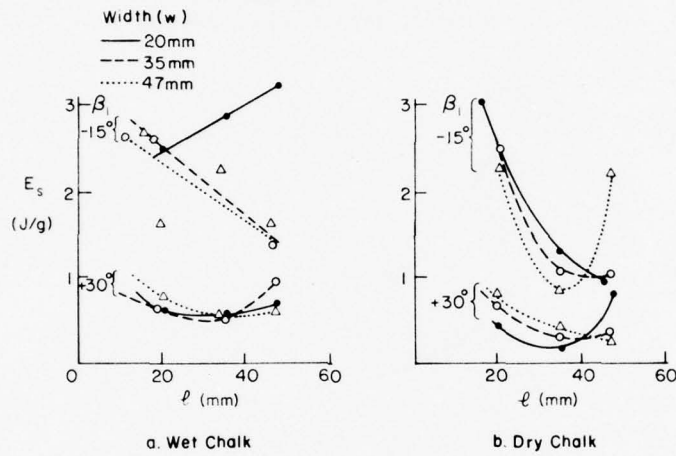 Width (w)
20mm
35mm
47mm
β₁
-15°
+30°
E_s
(J/g)
3
2
1
0
20
40
60
ℓ (mm)
a. Wet Chalk
β₁
-15°
+30°
3
2
1
0
20
40
60
ℓ (mm)
b. Dry Chalk